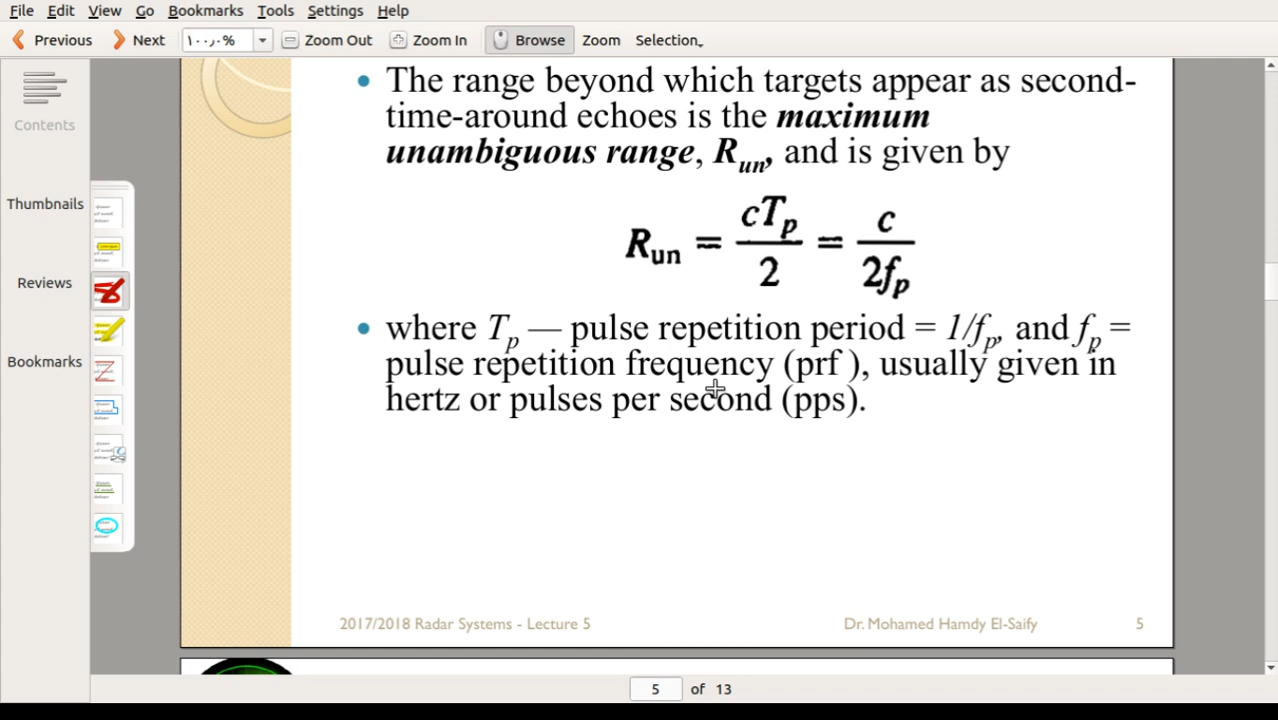 File Edit View Go Bookmarks Tools Settings Help
Previous Next ١٠٠٫٠% Zoom Out Zoom In Browse Zoom Selection
Contents
Thumbnails
Reviews
Bookmarks
• The range beyond which targets appear as second-
time-around echoes is the maximum
unambiguous range, Run, and is given by
Run = cTp/2 = c/2fp
• where Tp — pulse repetition period = 1/fp, and fp =
pulse repetition frequency (prf ), usually given in
hertz or pulses per second (pps).
2017/2018 Radar Systems - Lecture 5 Dr. Mohamed Hamdy El-Saify 5
5 of 13